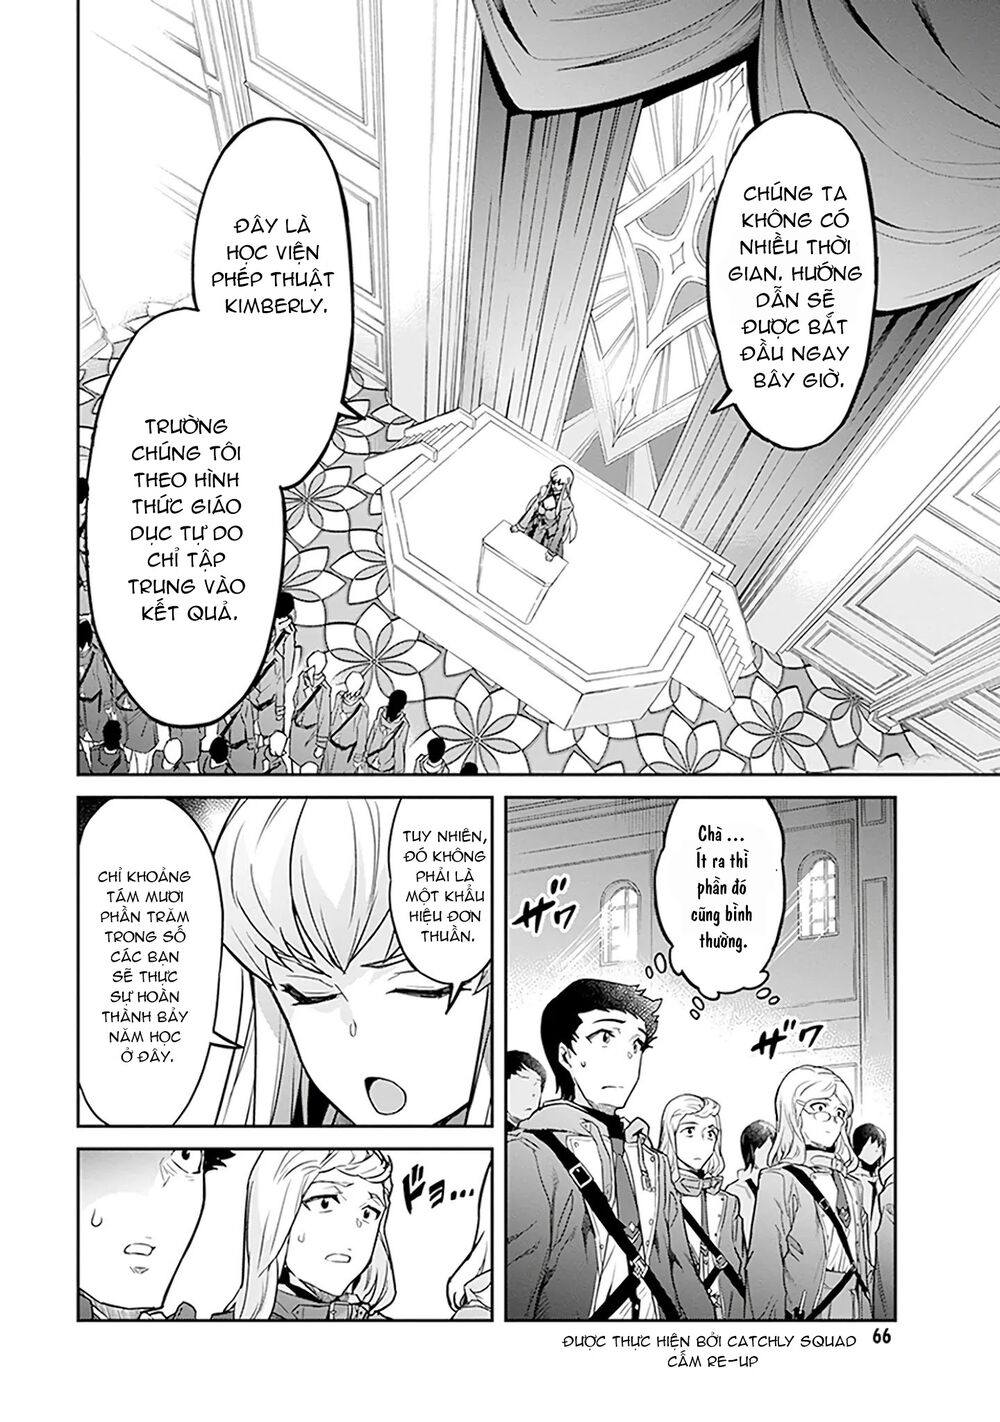 CHÚNG TA
KHÔNG CÓ
NHIỀU THỜI
GIAN. HƯỚNG
DẪN SẼ
ĐƯỢC BẮT
ĐẦU NGAY
BÂY GIỜ.
ĐÂY LÀ
HỌC VIỆN
PHÉP THUẬT
KIMBERLY.
TRƯỜNG
CHÚNG TÔI
THEO HÌNH
THỨC GIÁO
DỤC TỰ DO
CHỈ TẬP
TRUNG VÀO
KẾT QUẢ.
Chà ...
Ít ra thì
phần đó
cũng bình
thường.
ザワ
ザワ
TUY NHIÊN,
ĐÓ KHÔNG
PHẢI LÀ
MỘT KHẨU
HIỆU ĐƠN
THUẦN.
CHỈ KHOẢNG
TÁM MƯƠI
PHẦN TRĂM
TRONG SỐ
CÁC BẠN
SẼ THỰC
SỰ HOÀN
THÀNH BẢY
NĂM HỌC
Ở ĐÂY.
ドヨ...
ĐƯỢC THỰC HIỆN BỞI CATCHLY SQUAD
CẤM RE-UP
66